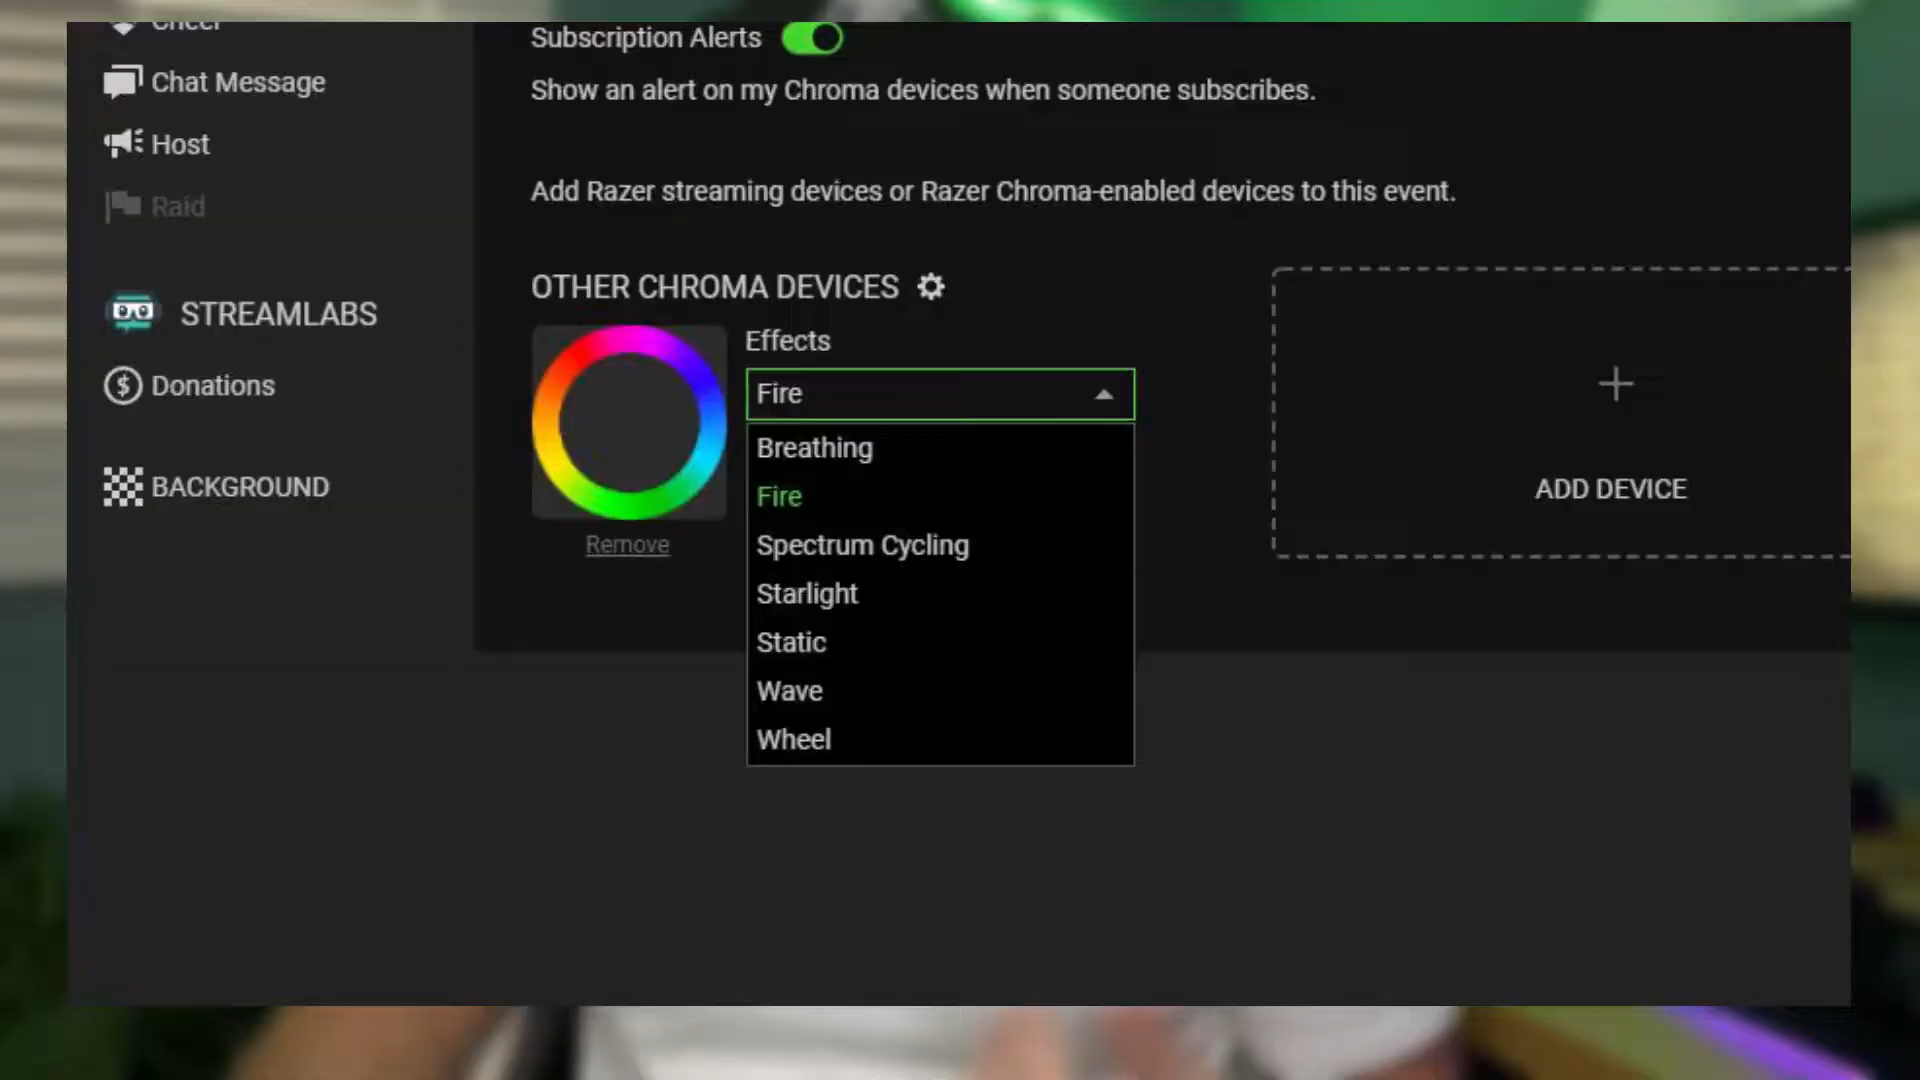 Cheer
Chat Message
Host
Raid
STREAMLABS
Donations
BACKGROUND
Subscription Alerts
Show an alert on my Chroma devices when someone subscribes.
Add Razer streaming devices or Razer Chroma-enabled devices to this event.
OTHER CHROMA DEVICES
Remove
Effects
Fire
Breathing
Fire
Spectrum Cycling
Starlight
Static
Wave
Wheel
ADD DEVICE